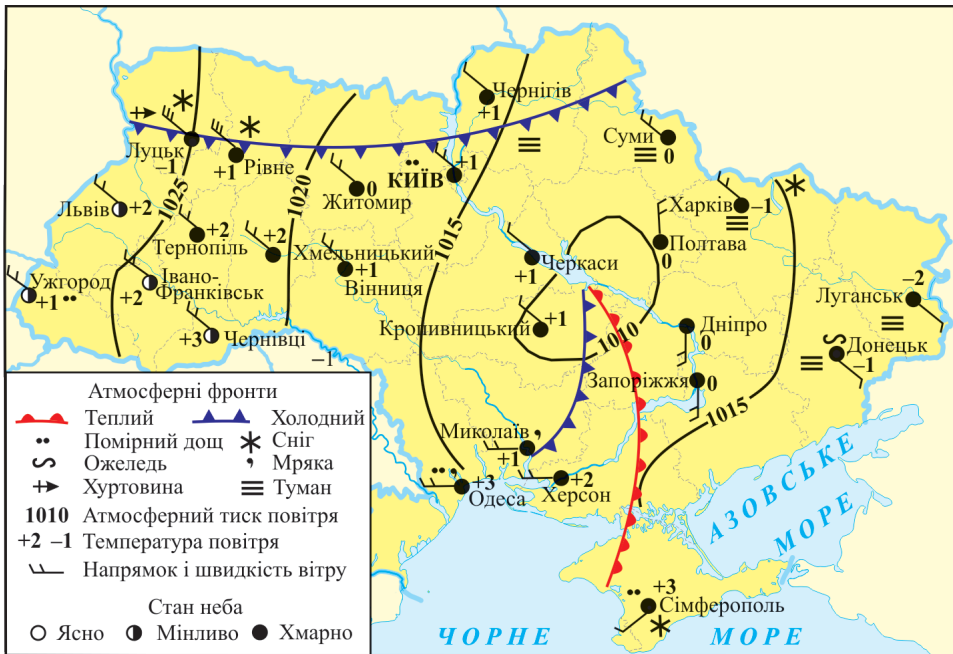 Чернігів
+1
Суми
0
Луцьк
–1
Рівне
+1
КИЇВ
+1
Житомир
0
1025
1020
1015
Львів
+2
Тернопіль
+2
Хмельницький
+2
Вінниця
+1
Харків
–1
Полтава
0
Черкаси
+1
Ужгород
+1
Івано-
Франківськ
+2
Чернівці
+3
–1
Кропивницький
+1
1010
Дніпро
0
Луганськ
–2
Донецьк
–1
Запоріжжя
0
1015
Миколаїв
+1
Одеса
+3
Херсон
+2
Сімферополь
+3
АЗОВСЬКЕ
МОРЕ
ЧОРНЕ МОРЕ
Атмосферні фронти
Теплий
Холодний
Помірний дощ
Сніг
Ожеледь
Мряка
Хуртовина
Туман
1010 Атмосферний тиск повітря
+2 –1 Температура повітря
Напрямок і швидкість вітру
Стан неба
Ясно
Мінливо
Хмарно